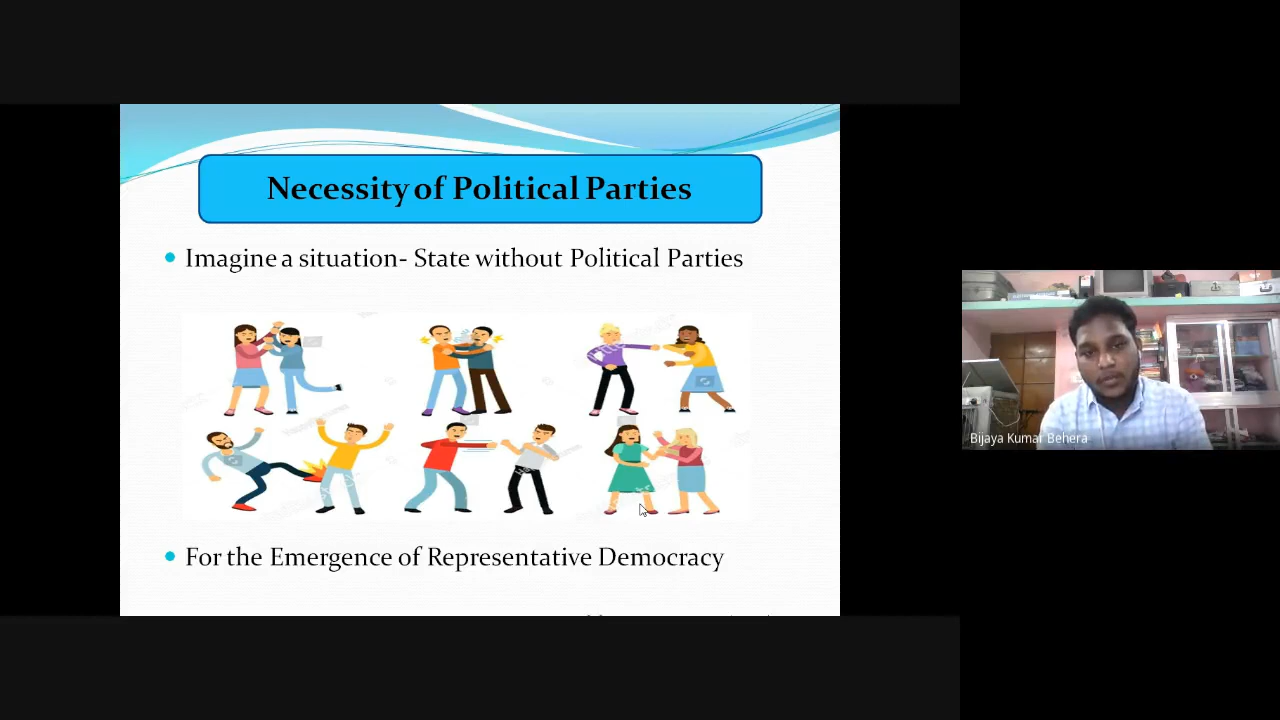 Necessity of Political Parties
Imagine a situation- State without Political Parties
For the Emergence of Representative Democracy
Bijaya Kumar Behera